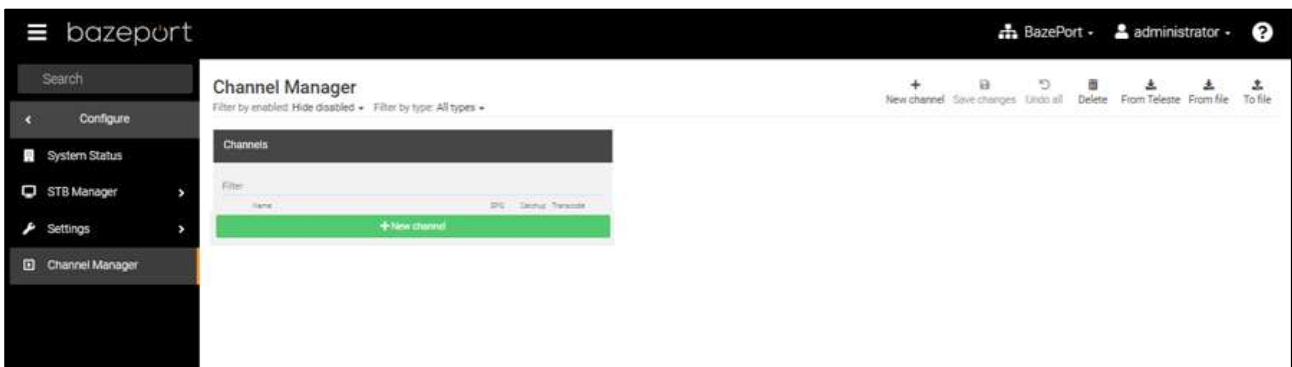 bazeport
BazePort
administrator
?
Search
Channel Manager
New channel Save changes Undo all Delete From Teleste From file To file
Filter by enabled: Hide disabled Filter by type: All types
Configure
Channels
System Status
STB Manager
Filter
Name EPG Catchup Transcode
Settings
+ New channel
Channel Manager